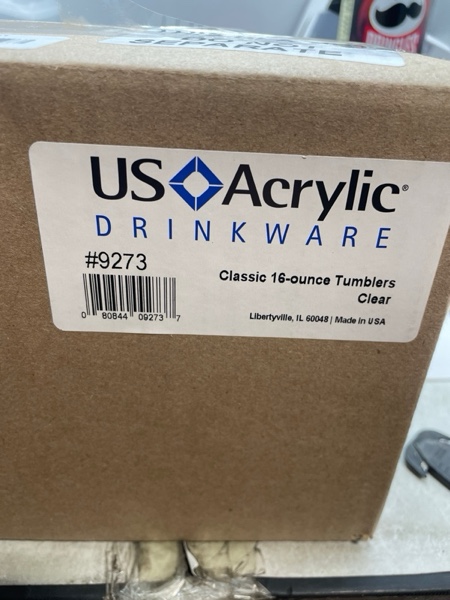 SEPARATE
US Acrylic®
DRINKWARE
#9273
Classic 16-ounce Tumblers
Clear
0 80844 09273 7
Libertyville, IL 60048 | Made in USA